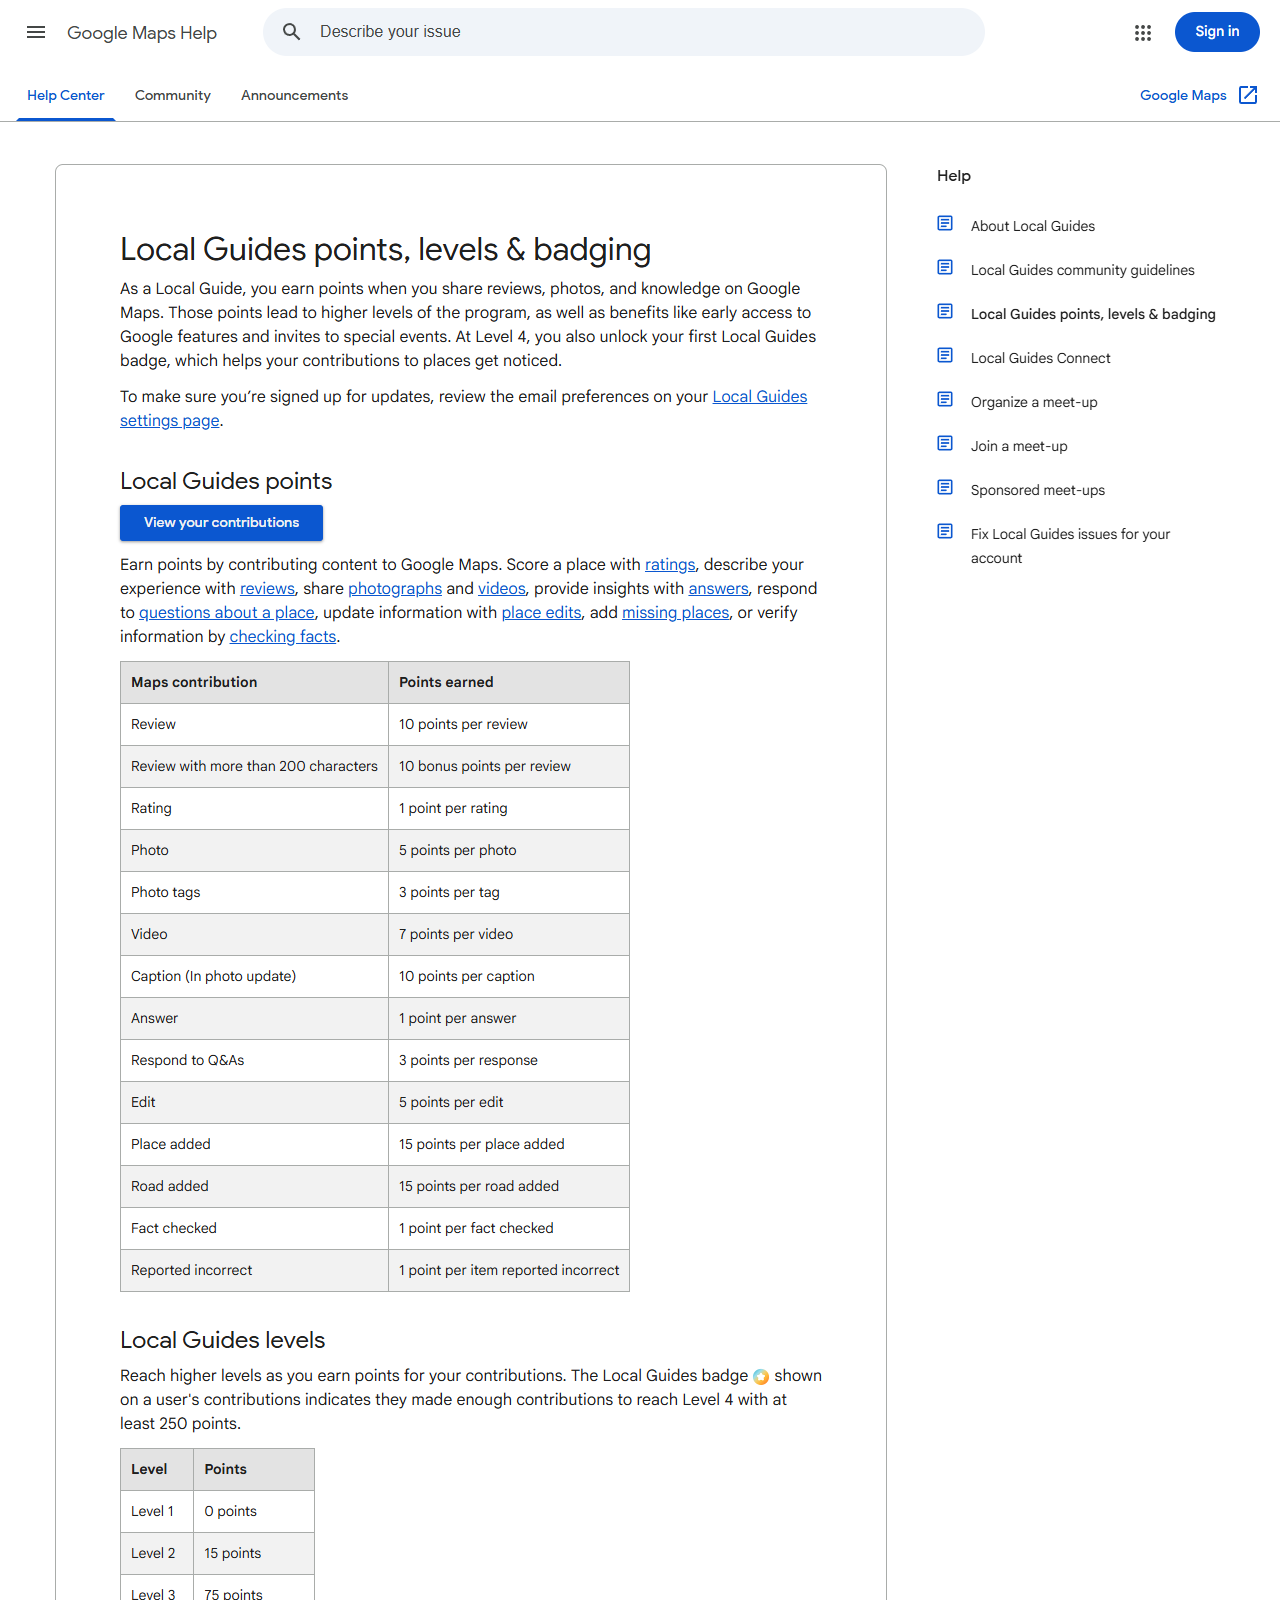 Google Maps Help
Describe your issue
Sign in
Help Center
Community
Announcements
Google Maps
Local Guides points, levels & badging
As a Local Guide, you earn points when you share reviews, photos, and knowledge on Google
Maps. Those points lead to higher levels of the program, as well as benefits like early access to
Google features and invites to special events. At Level 4, you also unlock your first Local Guides
badge, which helps your contributions to places get noticed.
To make sure you’re signed up for updates, review the email preferences on your Local Guides
settings page.
Local Guides points
View your contributions
Earn points by contributing content to Google Maps. Score a place with ratings, describe your
experience with reviews, share photographs and videos, provide insights with answers, respond
to questions about a place, update information with place edits, add missing places, or verify
information by checking facts.
Maps contribution Points earned
Review 10 points per review
Review with more than 200 characters 10 bonus points per review
Rating 1 point per rating
Photo 5 points per photo
Photo tags 3 points per tag
Video 7 points per video
Caption (In photo update) 10 points per caption
Answer 1 point per answer
Respond to Q&As 3 points per response
Edit 5 points per edit
Place added 15 points per place added
Road added 15 points per road added
Fact checked 1 point per fact checked
Reported incorrect 1 point per item reported incorrect
Local Guides levels
Reach higher levels as you earn points for your contributions. The Local Guides badge shown
on a user's contributions indicates they made enough contributions to reach Level 4 with at
least 250 points.
Level Points
Level 1 0 points
Level 2 15 points
Level 3 75 points
Help
About Local Guides
Local Guides community guidelines
Local Guides points, levels & badging
Local Guides Connect
Organize a meet-up
Join a meet-up
Sponsored meet-ups
Fix Local Guides issues for your
account